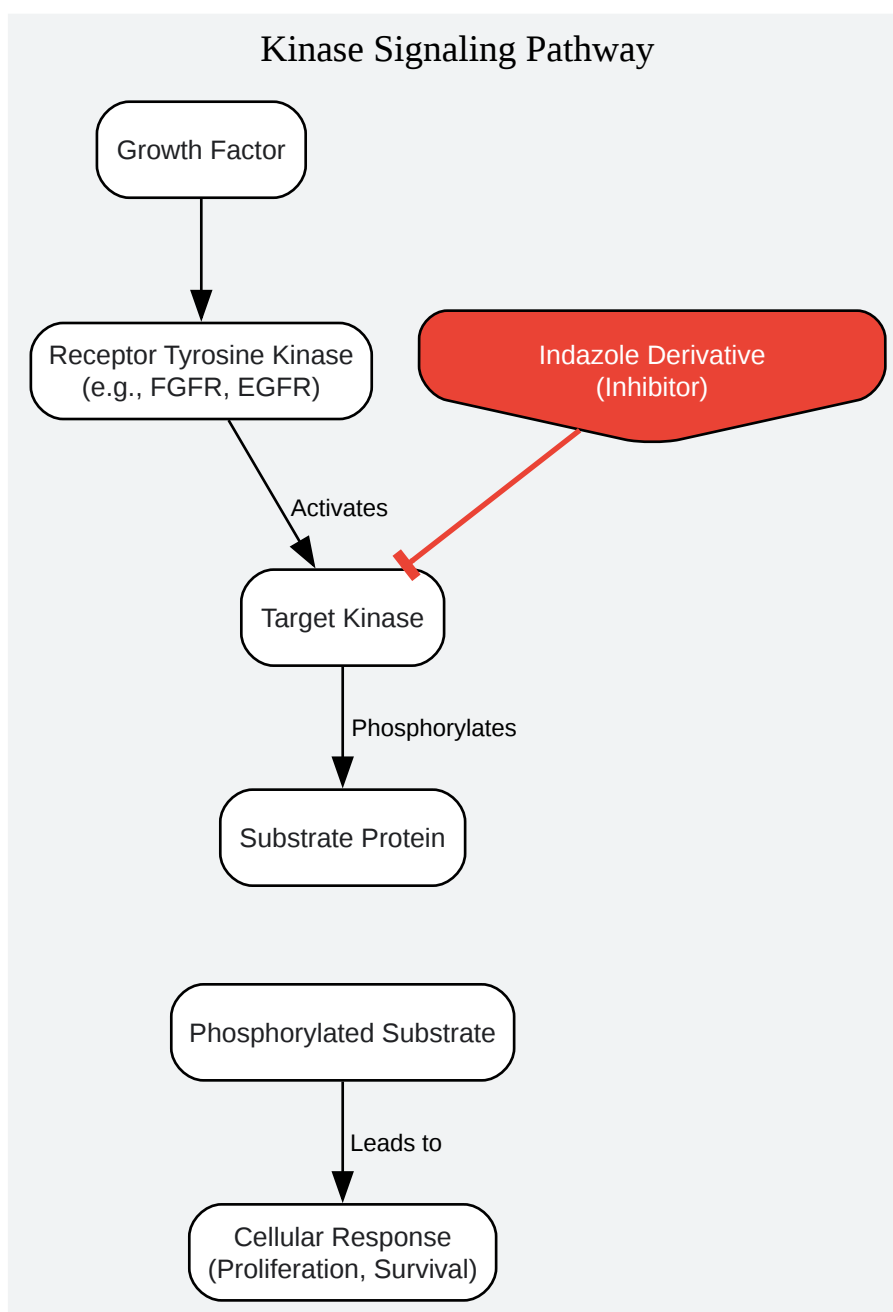 Kinase Signaling Pathway
Growth Factor
Receptor Tyrosine Kinase
(e.g., FGFR, EGFR)
Indazole Derivative
(Inhibitor)
Activates
Target Kinase
Phosphorylates
Substrate Protein
Phosphorylated Substrate
Leads to
Cellular Response
(Proliferation, Survival)